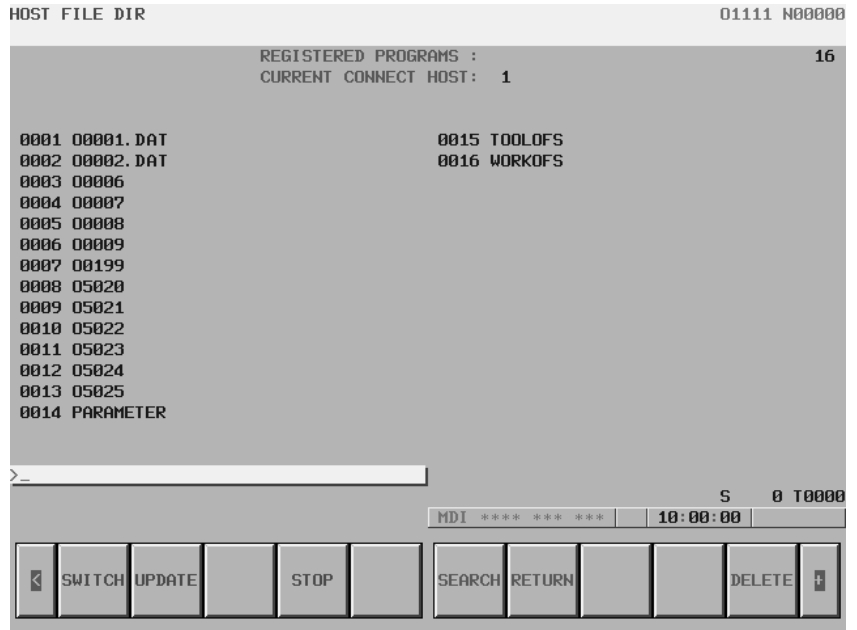 HOST FILE DIR O1111 N00000
REGISTERED PROGRAMS : 16
CURRENT CONNECT HOST: 1
0001 O0001.DAT
0002 O0002.DAT
0003 O0006
0004 O0007
0005 O0008
0006 O0009
0007 O0199
0008 O5020
0009 O5021
0010 O5022
0011 O5023
0012 O5024
0013 O5025
0014 PARAMETER
0015 TOOLOFS
0016 WORKOFS
>_
S 0 T0000
MDI **** *** *** 10:00:00
< SWITCH UPDATE STOP SEARCH RETURN DELETE +